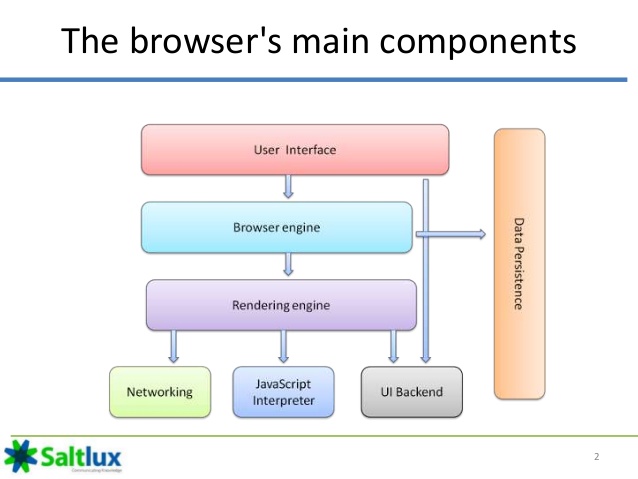 The browser's main components
User Interface
Browser engine
Data Persistence
Rendering engine
Networking
JavaScript
Interpreter
UI Backend
Saltlux
Communicating Knowledge
2